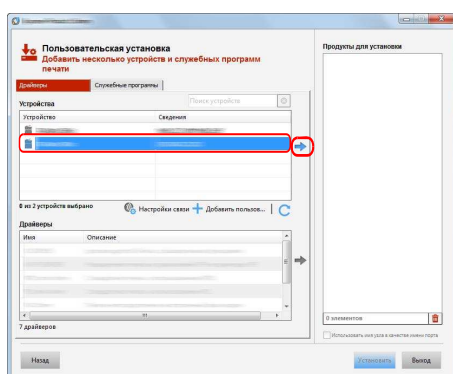 Пользовательская установка
Добавить несколько устройств и служебных программ
печати
Продукты для установки
Драйверы
Служебные программы
Устройства
Поиск устройств
Устройство
Сведения
0 из 2 устройств выбрано
Настройки связи
Добавить пользов...
Драйверы
Имя
Описание
7 драйверов
0 элементов
Использовать имя узла в качестве имени порта
Назад
Установить
Выход